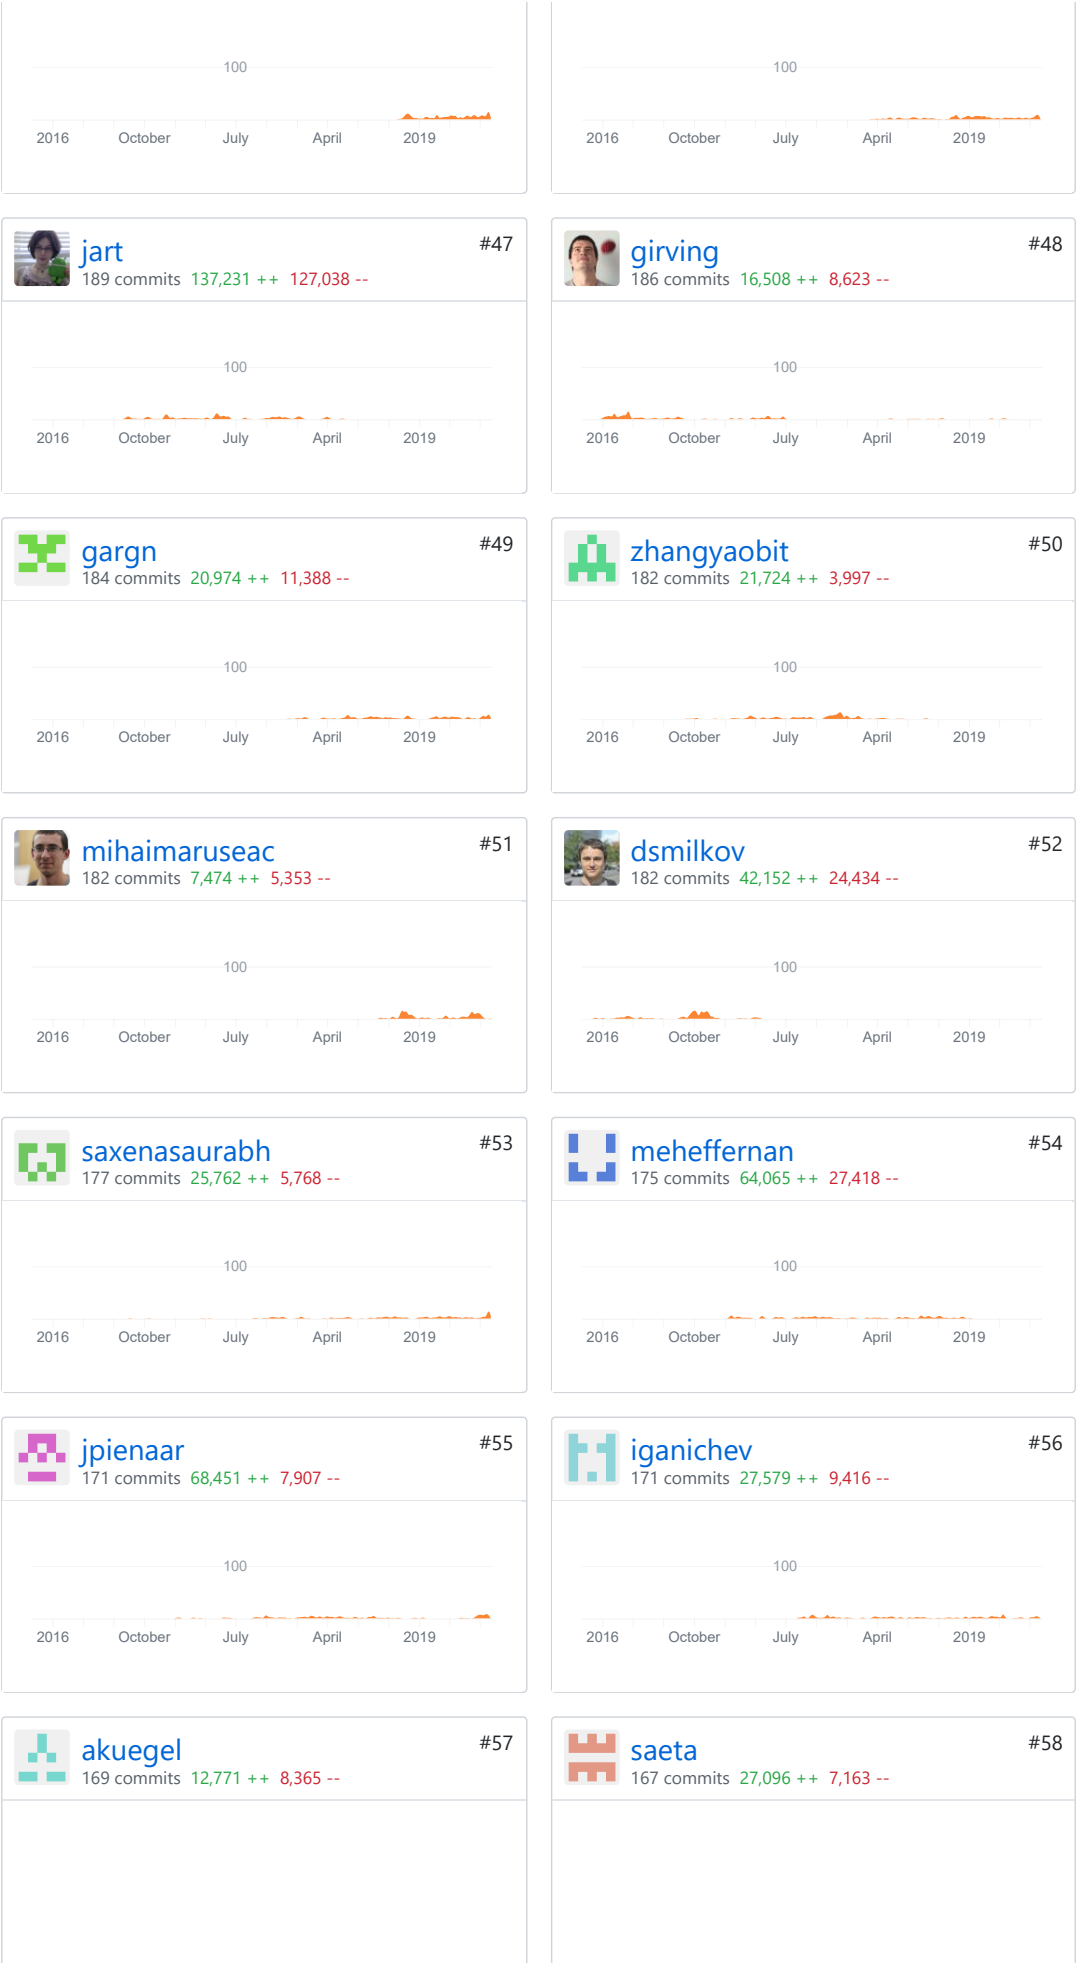 100
2016 October July April 2019
100
2016 October July April 2019
jart #47
189 commits 137,231 ++ 127,038 --
100
2016 October July April 2019
girving #48
186 commits 16,508 ++ 8,623 --
100
2016 October July April 2019
gargn #49
184 commits 20,974 ++ 11,388 --
100
2016 October July April 2019
zhangyaobit #50
182 commits 21,724 ++ 3,997 --
100
2016 October July April 2019
mihaimaruseac #51
182 commits 7,474 ++ 5,353 --
100
2016 October July April 2019
dsmilkov #52
182 commits 42,152 ++ 24,434 --
100
2016 October July April 2019
saxenasaurabh #53
177 commits 25,762 ++ 5,768 --
100
2016 October July April 2019
meheffernan #54
175 commits 64,065 ++ 27,418 --
100
2016 October July April 2019
jpienaar #55
171 commits 68,451 ++ 7,907 --
100
2016 October July April 2019
iganichev #56
171 commits 27,579 ++ 9,416 --
100
2016 October July April 2019
akuegel #57
169 commits 12,771 ++ 8,365 --
saeta #58
167 commits 27,096 ++ 7,163 --